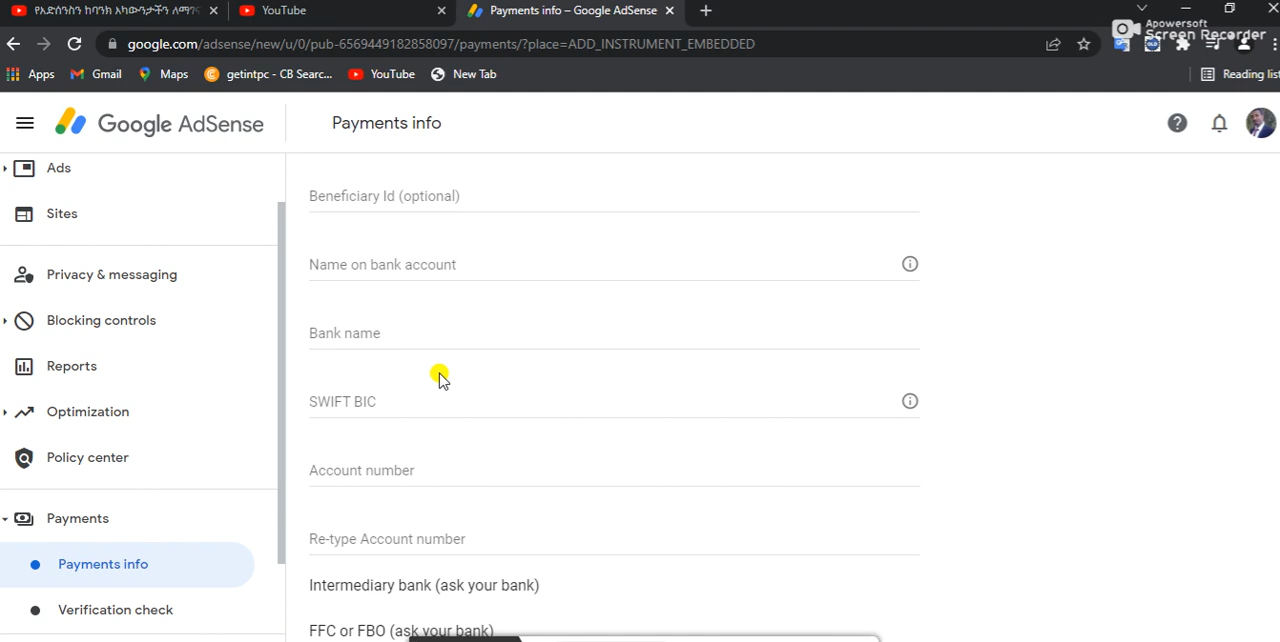 የአድሰንስን ከባንክ አካውንታችን ለማገና
YouTube
Payments info – Google AdSense
google.com/adsense/new/u/0/pub-6569449182858097/payments/?place=ADD_INSTRUMENT_EMBEDDED
Apowersoft
Screen Recorder
Apps
Gmail
Maps
getintpc - CB Searc...
YouTube
New Tab
Reading list
Google AdSense
Payments info
Ads
Sites
Privacy & messaging
Blocking controls
Reports
Optimization
Policy center
Payments
Payments info
Verification check
Beneficiary Id (optional)
Name on bank account
Bank name
SWIFT BIC
Account number
Re-type Account number
Intermediary bank (ask your bank)
FFC or FBO (ask your bank)